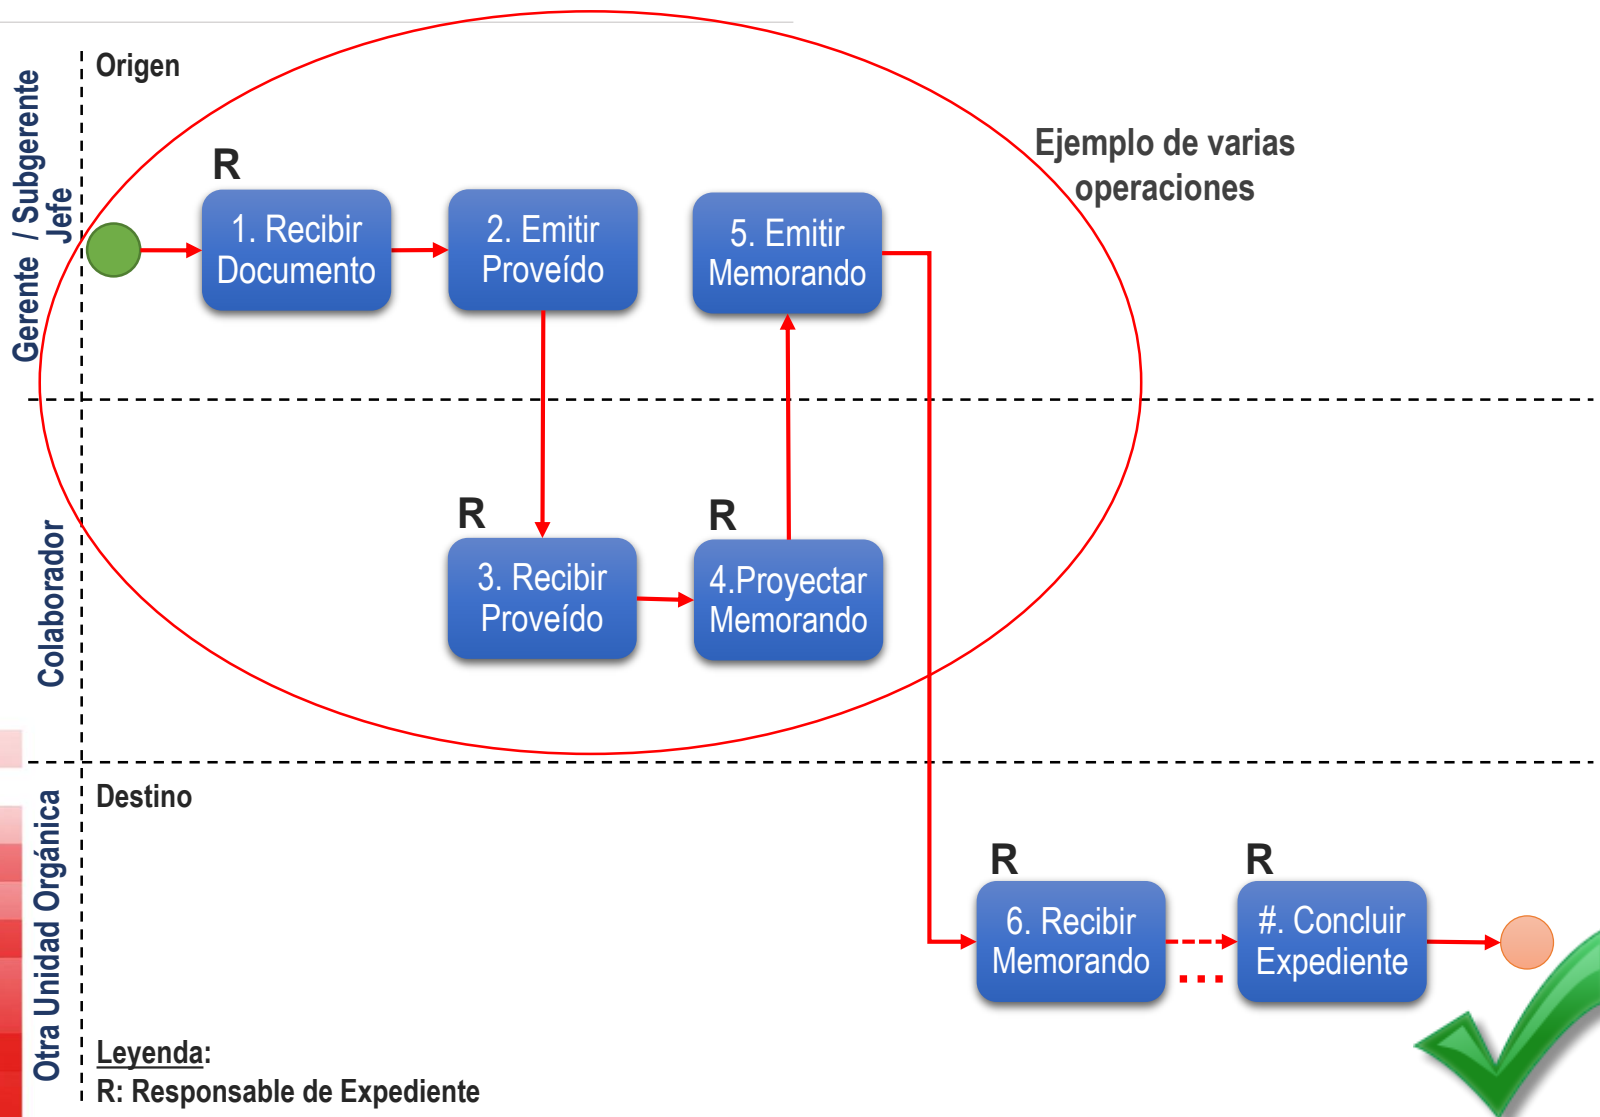 Gerente / Subgerente
Jefe
Origen
Ejemplo de varias
operaciones
R
1. Recibir
Documento
2. Emitir
Proveído
5. Emitir
Memorando
Colaborador
R
3. Recibir
Proveído
R
4.Proyectar
Memorando
Otra Unidad Orgánica
Destino
R
6. Recibir
Memorando
...
R
#. Concluir
Expediente
Leyenda:
R: Responsable de Expediente